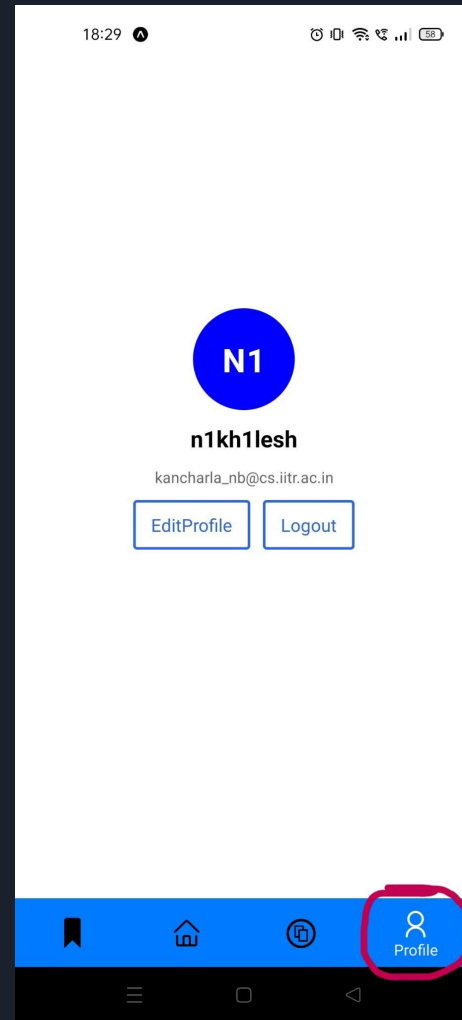 18:29
58
N1
n1kh1lesh
kancharla_nb@cs.iitr.ac.in
EditProfile Logout
Profile